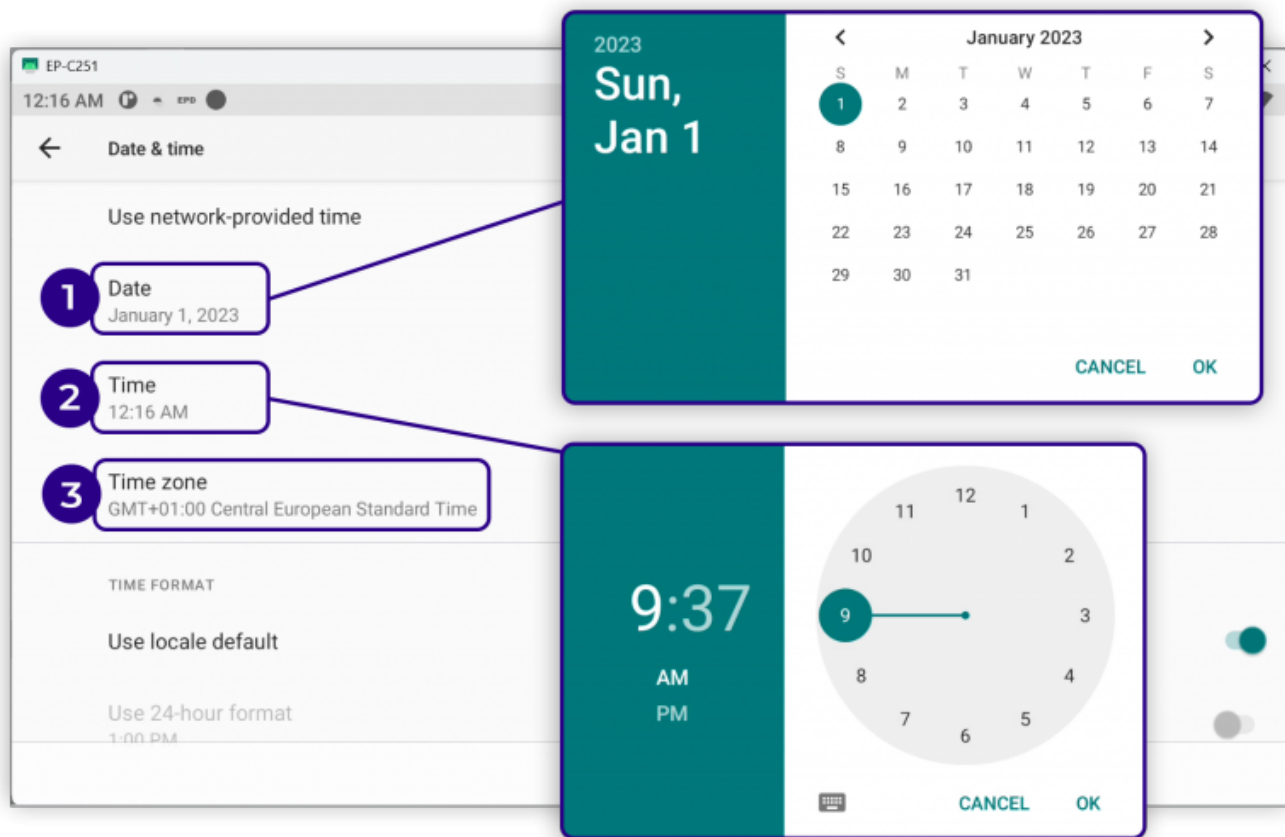 EP-C251
12:16 AM EPD
Date & time
Use network-provided time
1
Date
January 1, 2023
2
Time
12:16 AM
3
Time zone
GMT+01:00 Central European Standard Time
TIME FORMAT
Use locale default
Use 24-hour format
1:00 PM
2023
Sun,
Jan 1
January 2023
S M T W T F S
1 2 3 4 5 6 7
8 9 10 11 12 13 14
15 16 17 18 19 20 21
22 23 24 25 26 27 28
29 30 31
CANCEL OK
9:37
AM
PM
12
11 1
10 2
9 3
8 4
7 5
6
CANCEL OK